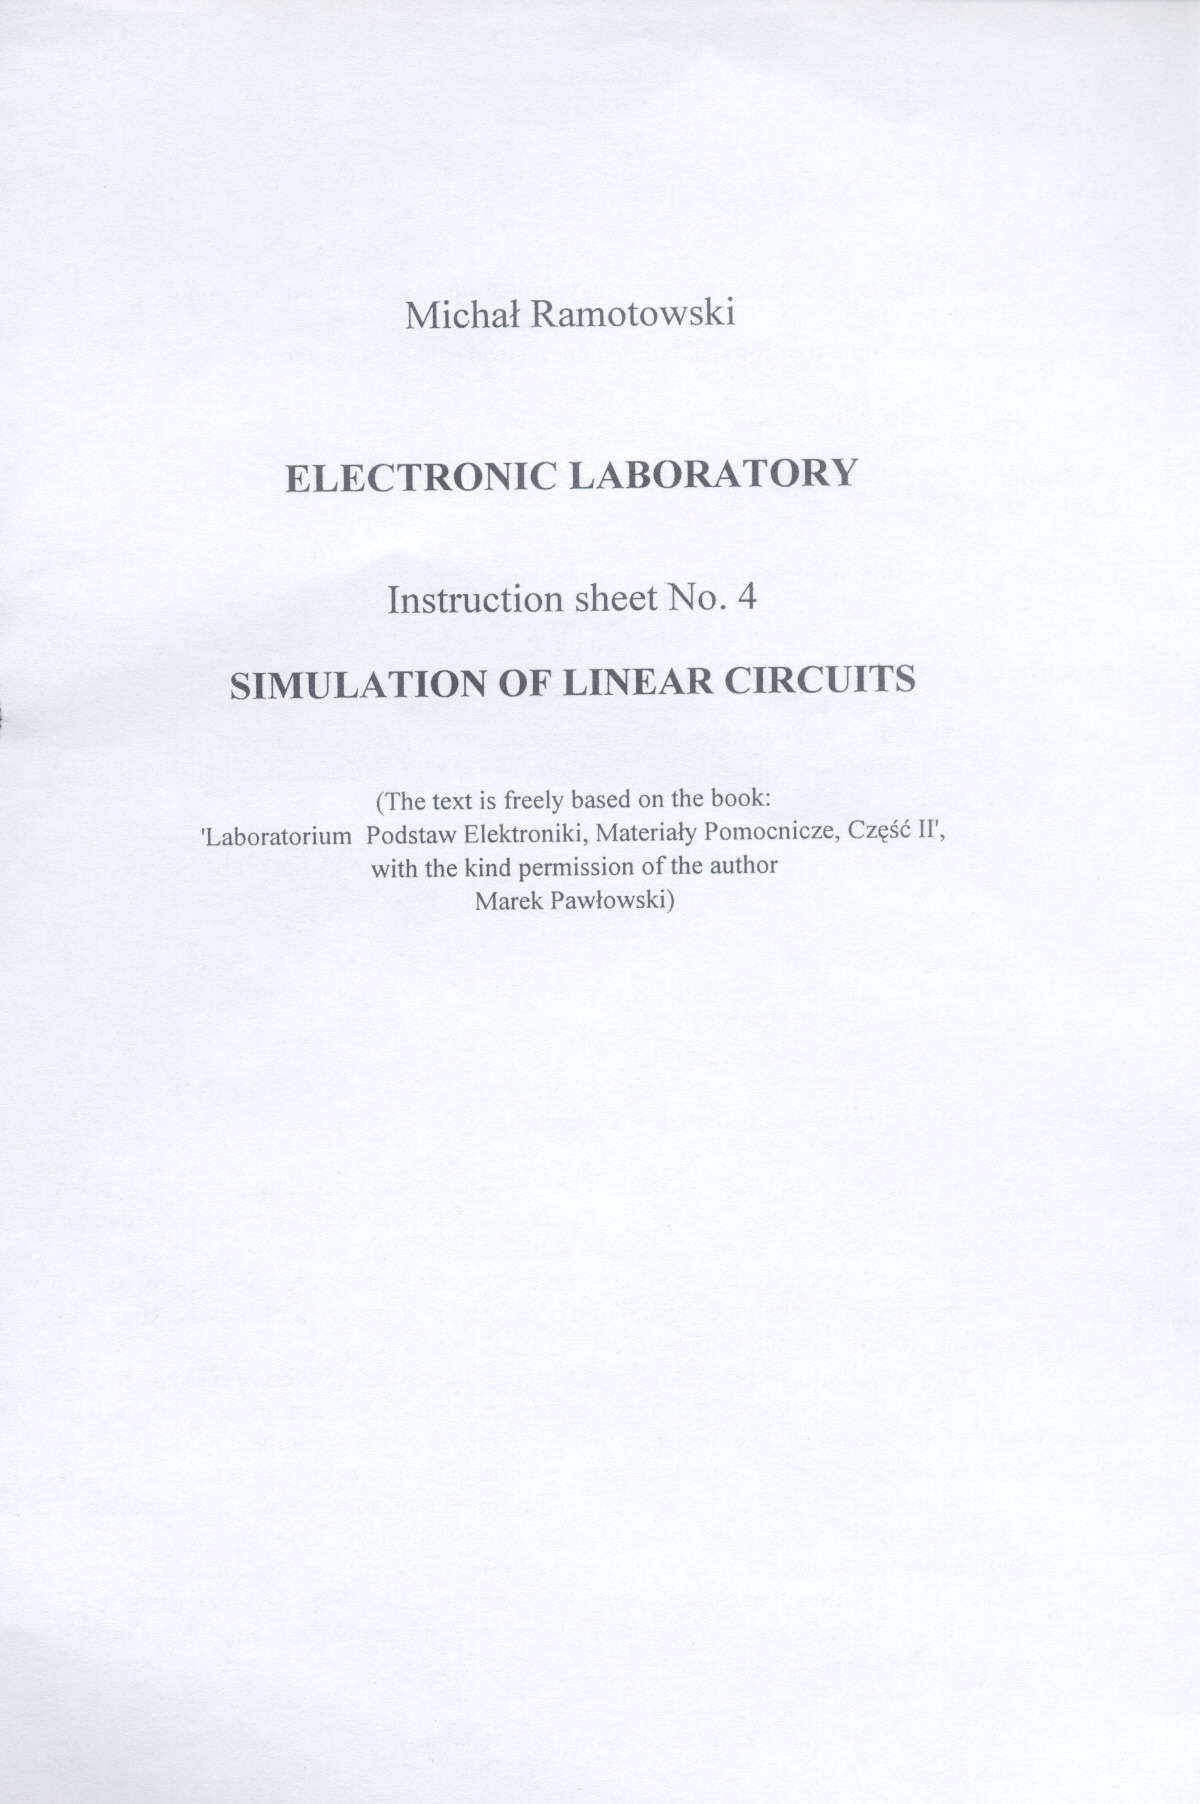 Michał Ramotowski
ELECTRONIC LABORATORY
Instruction sheet No. 4
SIMULATION OF LINEAR CIRCUITS
(The text is freely based on the book:
'Laboratorium Podstaw Elektroniki, Materiały Pomocnicze, Część II',
with the kind permission of the author
Marek Pawłowski)